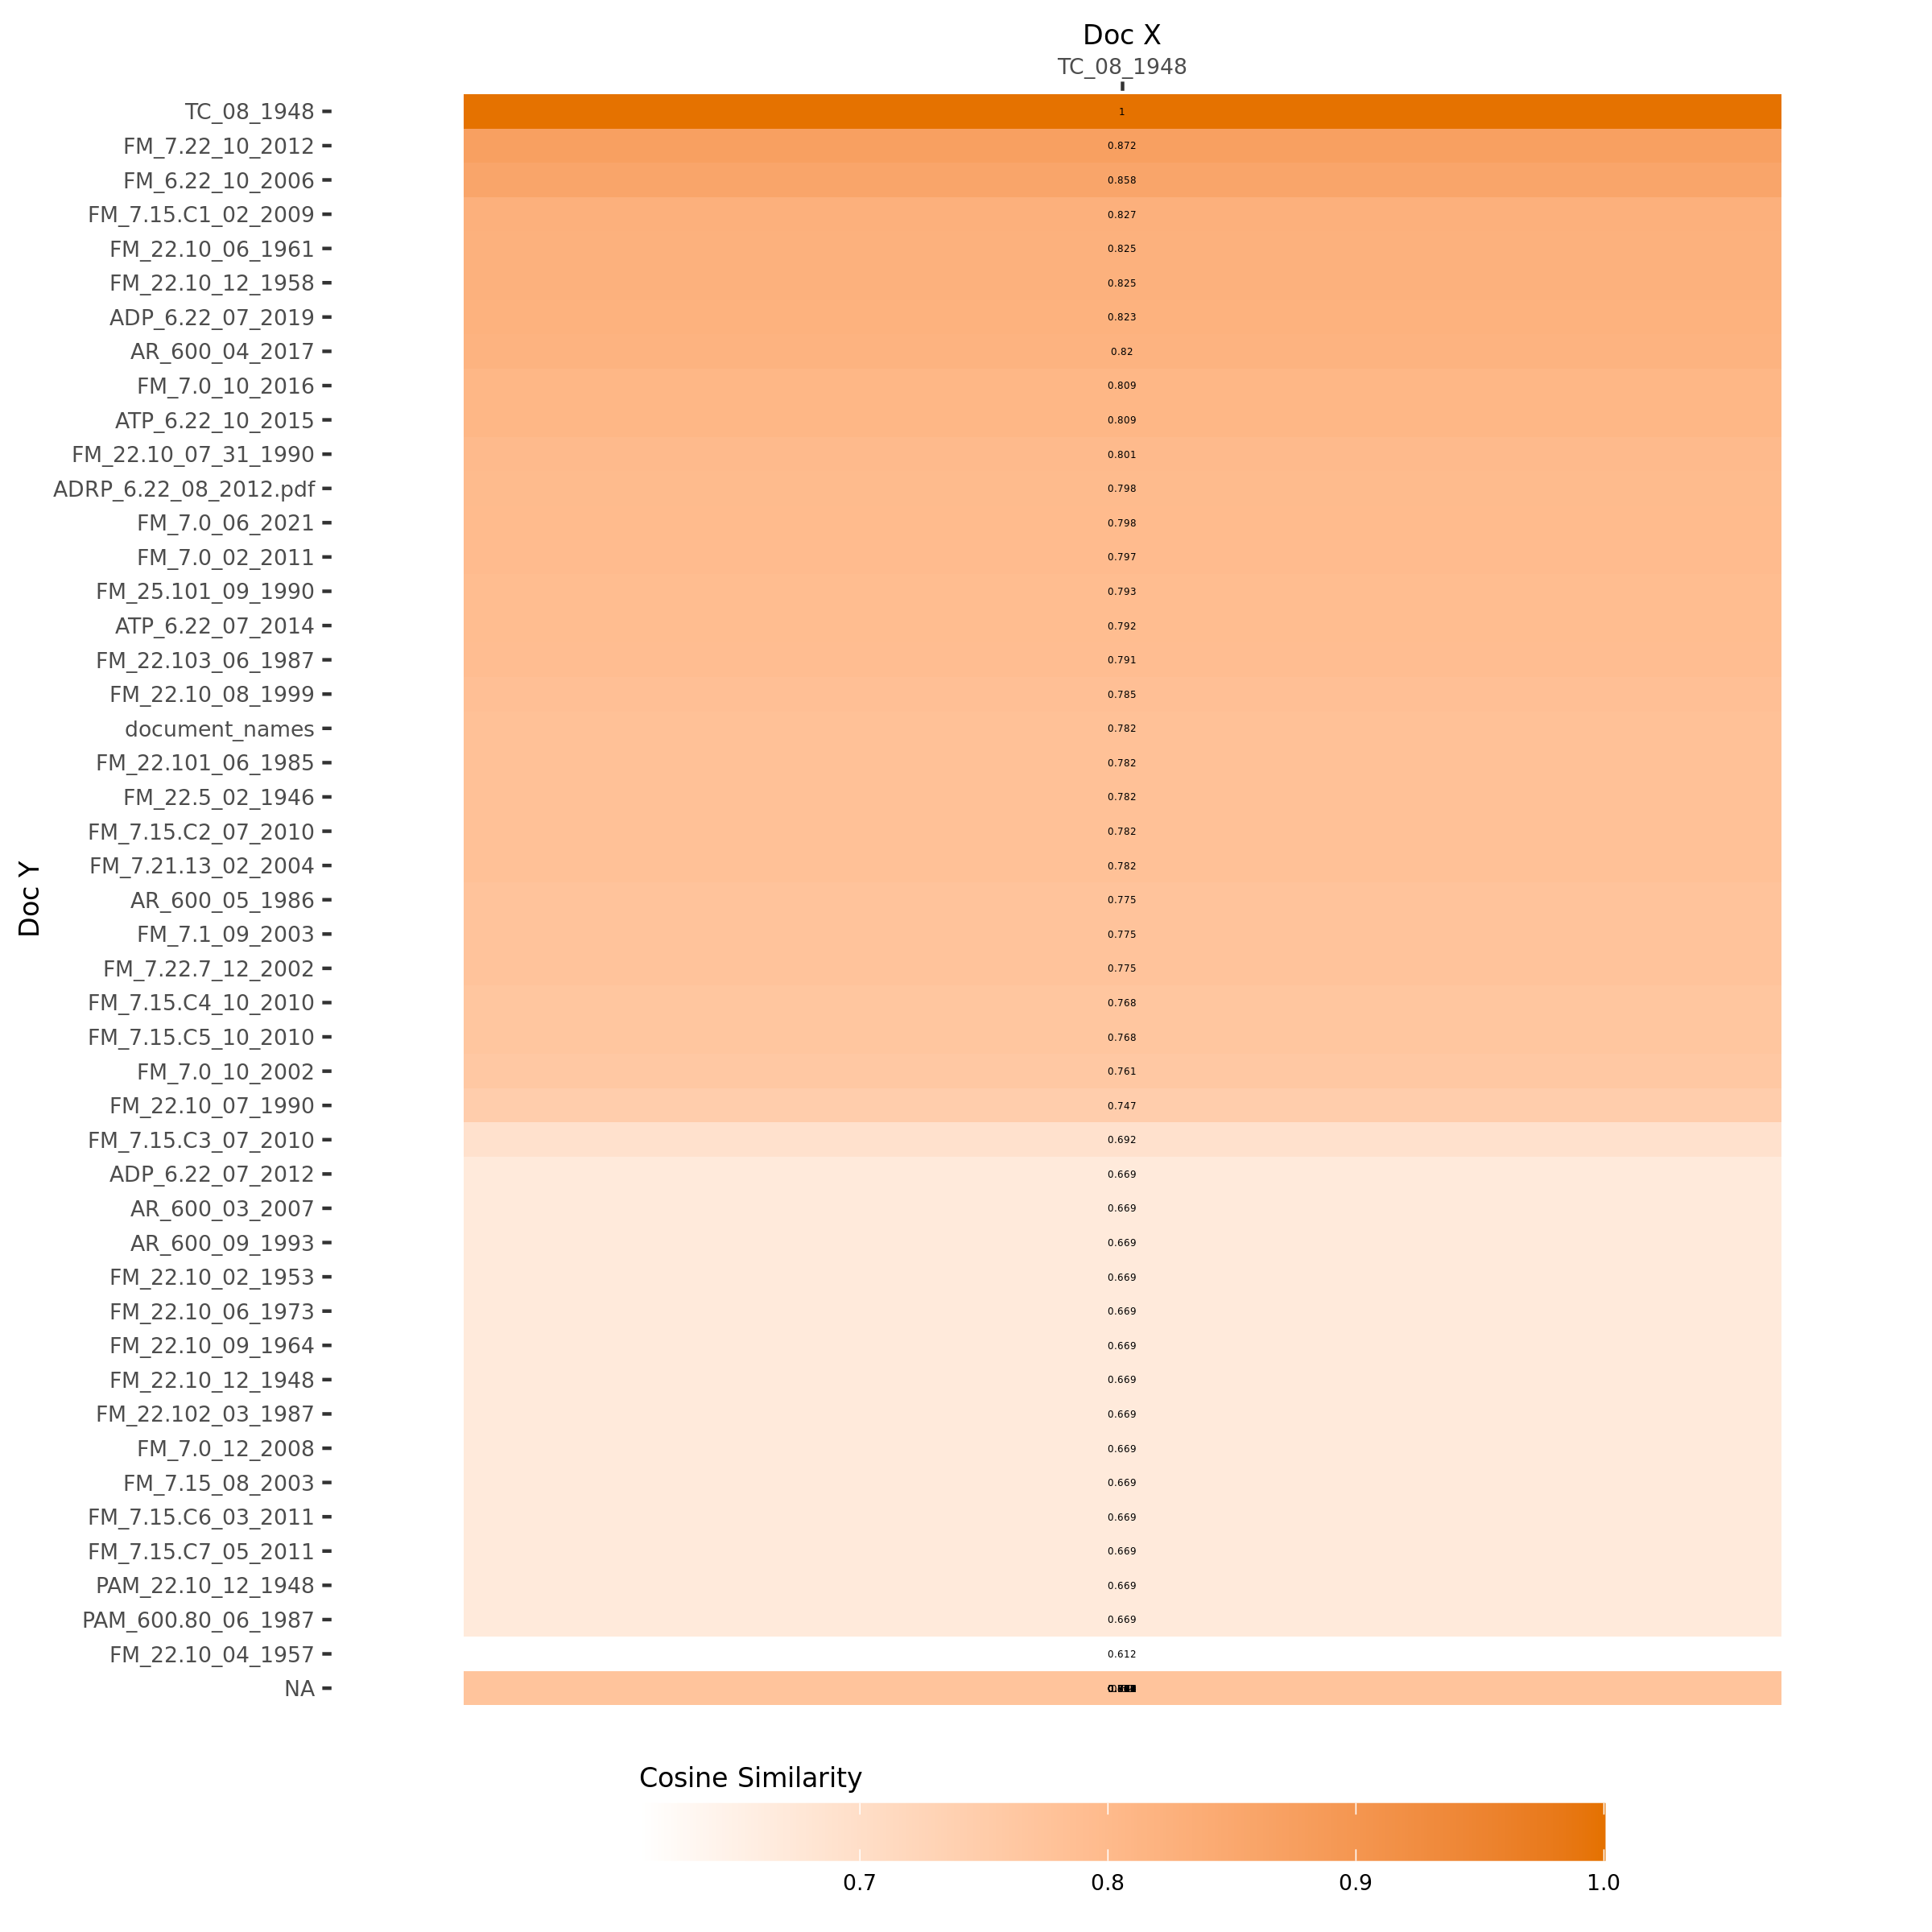 Doc X
TC_08_1948
TC_08_1948 1
FM_7.22_10_2012 0.872
FM_6.22_10_2006 0.858
FM_7.15.C1_02_2009 0.827
FM_22.10_06_1961 0.825
FM_22.10_12_1958 0.825
ADP_6.22_07_2019 0.823
AR_600_04_2017 0.82
FM_7.0_10_2016 0.809
ATP_6.22_10_2015 0.809
FM_22.10_07_31_1990 0.801
ADRP_6.22_08_2012.pdf 0.798
FM_7.0_06_2021 0.798
FM_7.0_02_2011 0.797
FM_25.101_09_1990 0.793
ATP_6.22_07_2014 0.792
FM_22.103_06_1987 0.791
FM_22.10_08_1999 0.785
document_names 0.782
FM_22.101_06_1985 0.782
FM_22.5_02_1946 0.782
FM_7.15.C2_07_2010 0.782
FM_7.21.13_02_2004 0.782
AR_600_05_1986 0.775
FM_7.1_09_2003 0.775
FM_7.22.7_12_2002 0.775
FM_7.15.C4_10_2010 0.768
FM_7.15.C5_10_2010 0.768
FM_7.0_10_2002 0.761
FM_22.10_07_1990 0.747
FM_7.15.C3_07_2010 0.692
ADP_6.22_07_2012 0.669
AR_600_03_2007 0.669
AR_600_09_1993 0.669
FM_22.10_02_1953 0.669
FM_22.10_06_1973 0.669
FM_22.10_09_1964 0.669
FM_22.10_12_1948 0.669
FM_22.102_03_1987 0.669
FM_7.0_12_2008 0.669
FM_7.15_08_2003 0.669
FM_7.15.C6_03_2011 0.669
FM_7.15.C7_05_2011 0.669
PAM_22.10_12_1948 0.669
PAM_600.80_06_1987 0.669
FM_22.10_04_1957 0.612
NA
Doc Y
Cosine Similarity
0.7 0.8 0.9 1.0